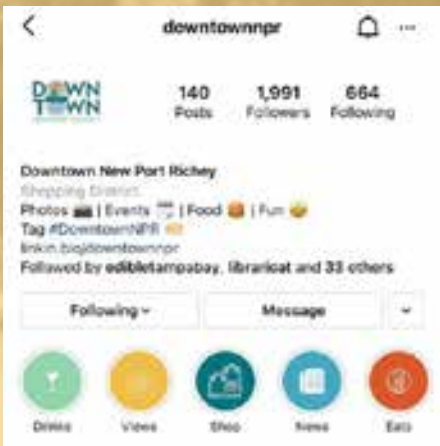 downtownnpr
DOWN
TOWN
140 1,991 664
Posts Followers Following
Downtown New Port Richey
Shopping District
Photos | Events | Food | Fun
Tag #DowntownNPR
linkin.bio/downtownnpr
Followed by edibletampabay, libraricat and 33 others
Following Message
Drinks Views Shop News Eats